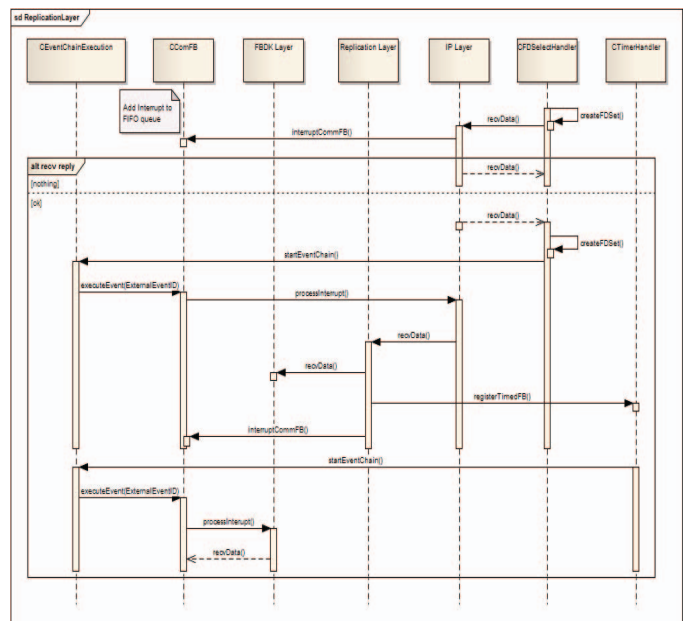 sd ReplicationLayer
CEventChainExecution
CComFB
FBDK Layer
Replication Layer
IP Layer
CFDSelectHandler
CTimerHandler
Add Interrupt to
FIFO queue
createFDSet()
recvData()
interruptCommFB()
alt recv reply
recvData()
[nothing]
[ok]
recvData()
createFDSet()
startEventChain()
executeEvent(ExternalEventID)
processInterrupt()
recvData()
recvData()
registerTimedFB()
interruptCommFB()
startEventChain()
executeEvent(ExternalEventID)
processInterupt()
recvData()